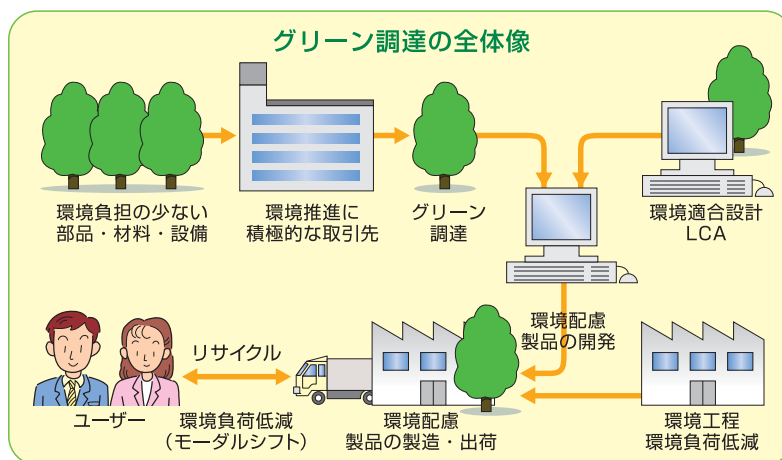 グリーン調達の全体像
環境負担の少ない
部品・材料・設備
環境推進に
積極的な取引先
グリーン
調達
環境適合設計
LCA
環境配慮
製品の開発
リサイクル
ユーザー
環境負荷低減
(モーダルシフト)
環境配慮
製品の製造・出荷
環境工程
環境負荷低減